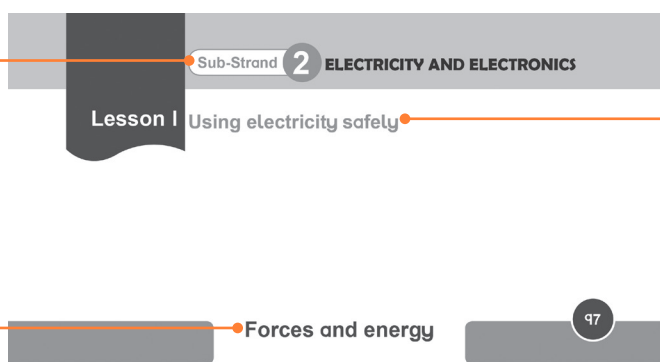 Sub-Strand 2 ELECTRICITY AND ELECTRONICS
Lesson 1 Using electricity safely
Forces and energy
97